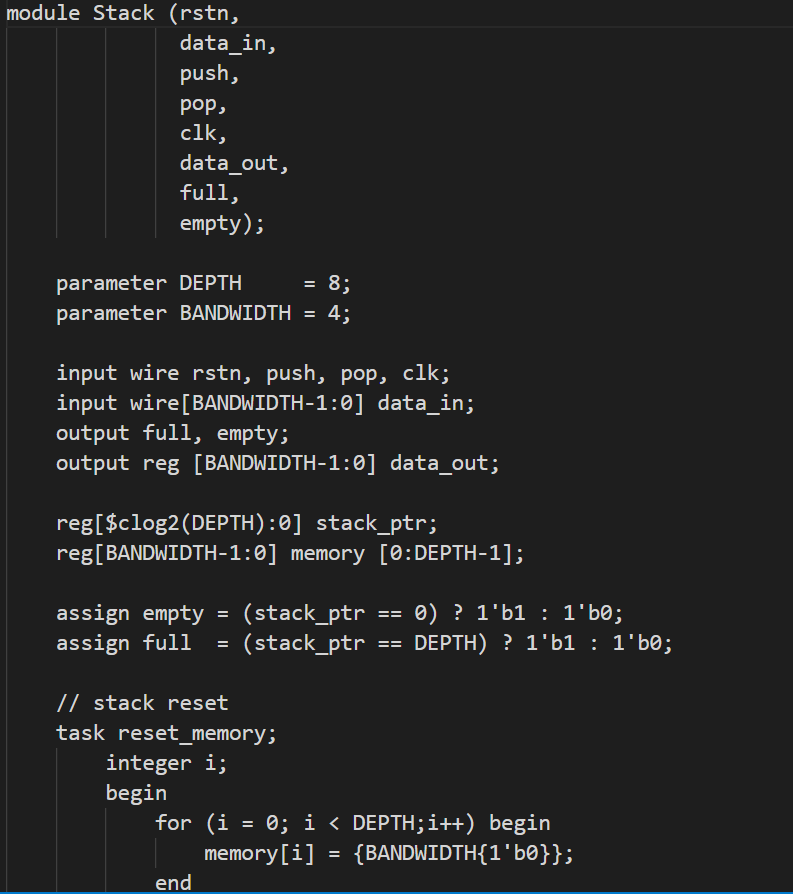 module Stack (rstn,
              data_in,
              push,
              pop,
              clk,
              data_out,
              full,
              empty);
    parameter DEPTH     = 8;
    parameter BANDWIDTH = 4;
    input wire rstn, push, pop, clk;
    input wire[BANDWIDTH-1:0] data_in;
    output full, empty;
    output reg [BANDWIDTH-1:0] data_out;
    reg[$clog2(DEPTH):0] stack_ptr;
    reg[BANDWIDTH-1:0] memory [0:DEPTH-1];
    assign empty = (stack_ptr == 0) ? 1'b1 : 1'b0;
    assign full  = (stack_ptr == DEPTH) ? 1'b1 : 1'b0;
    // stack reset
    task reset_memory;
        integer i;
        begin
            for (i = 0; i < DEPTH;i++) begin
                memory[i] = {BANDWIDTH{1'b0}};
            end